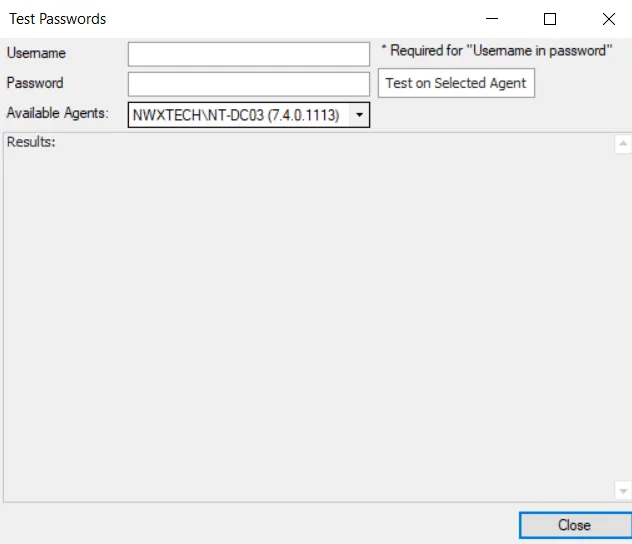 Test Passwords
Username * Required for "Username in password"
Password Test on Selected Agent
Available Agents: NWXTECH\NT-DC03 (7.4.0.1113)
Results:
Close